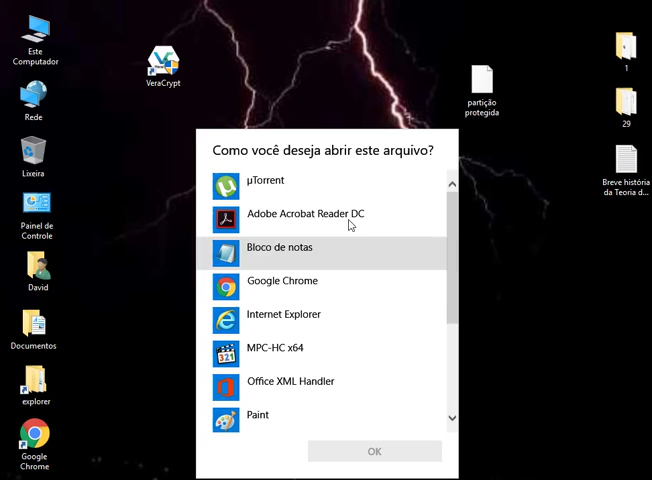 Este
Computador
Rede
Lixeira
Painel de
Controle
David
Documentos
explorer
Google
Chrome
VeraCrypt
partição
protegida
1
29
Breve história
da Teoria d...
Como você deseja abrir este arquivo?
µTorrent
Adobe Acrobat Reader DC
Bloco de notas
Google Chrome
Internet Explorer
MPC-HC x64
321
Office XML Handler
Paint
OK